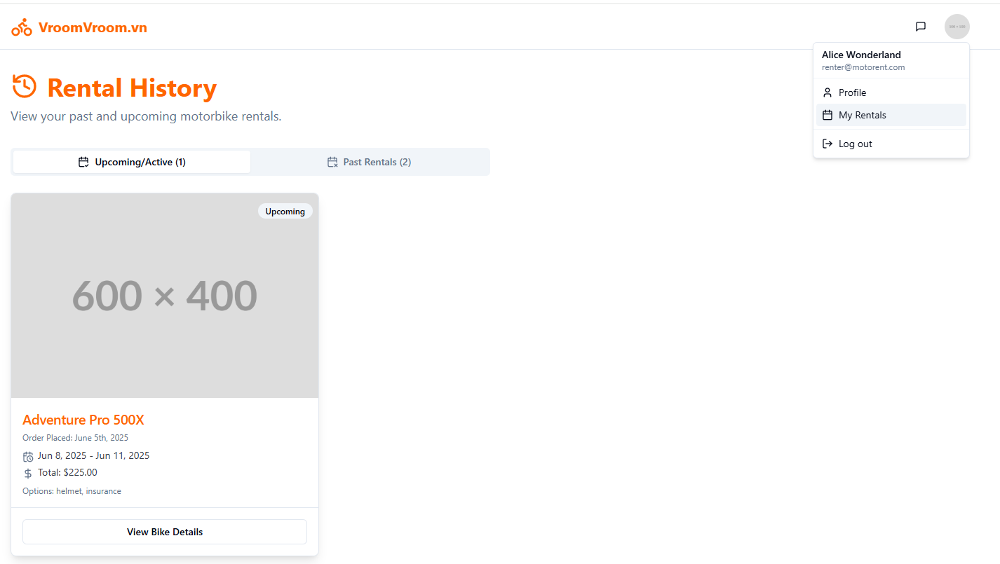 VroomVroom.vn
Alice Wonderland
renter@motorent.com
Profile
My Rentals
Log out
Rental History
View your past and upcoming motorbike rentals.
Upcoming/Active (1)
Past Rentals (2)
Upcoming
600 × 400
Adventure Pro 500X
Order Placed: June 5th, 2025
Jun 8, 2025 - Jun 11, 2025
Total: $225.00
Options: helmet, insurance
View Bike Details